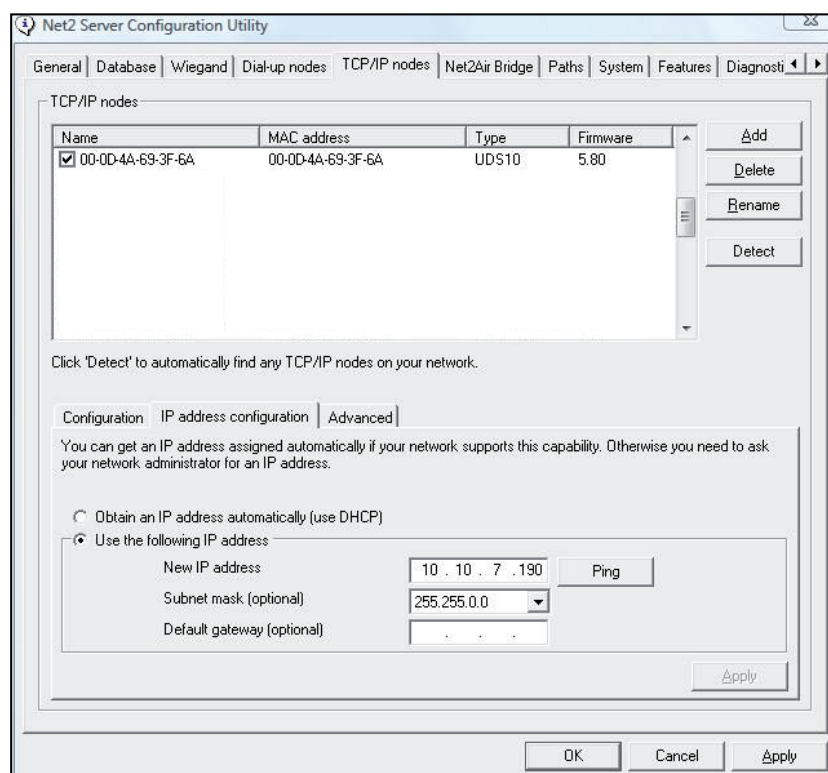 Net2 Server Configuration Utility
General Database Wiegand Dial-up nodes TCP/IP nodes Net2Air Bridge Paths System Features Diagnosti
TCP/IP nodes
Name MAC address Type Firmware
00-0D-4A-69-3F-6A 00-0D-4A-69-3F-6A UDS10 5.80
Add
Delete
Rename
Detect
Click 'Detect' to automatically find any TCP/IP nodes on your network.
Configuration IP address configuration Advanced
You can get an IP address assigned automatically if your network supports this capability. Otherwise you need to ask
your network administrator for an IP address.
Obtain an IP address automatically (use DHCP)
Use the following IP address
New IP address 10 . 10 . 7 .190 Ping
Subnet mask (optional) 255.255.0.0
Default gateway (optional) . . .
Apply
OK Cancel Apply